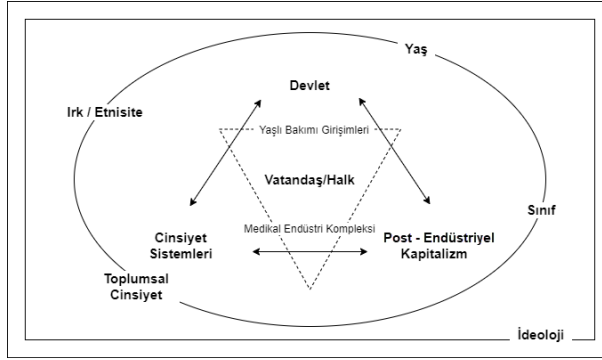 Yaş
Devlet
Irk / Etnisite
Yaşlı Bakımı Girişimleri
Vatandaş/Halk
Sınıf
Medikal Endüstri Kompleksi
Cinsiyet
Sistemleri
Post - Endüstriyel
Kapitalizm
Toplumsal
Cinsiyet
İdeoloji